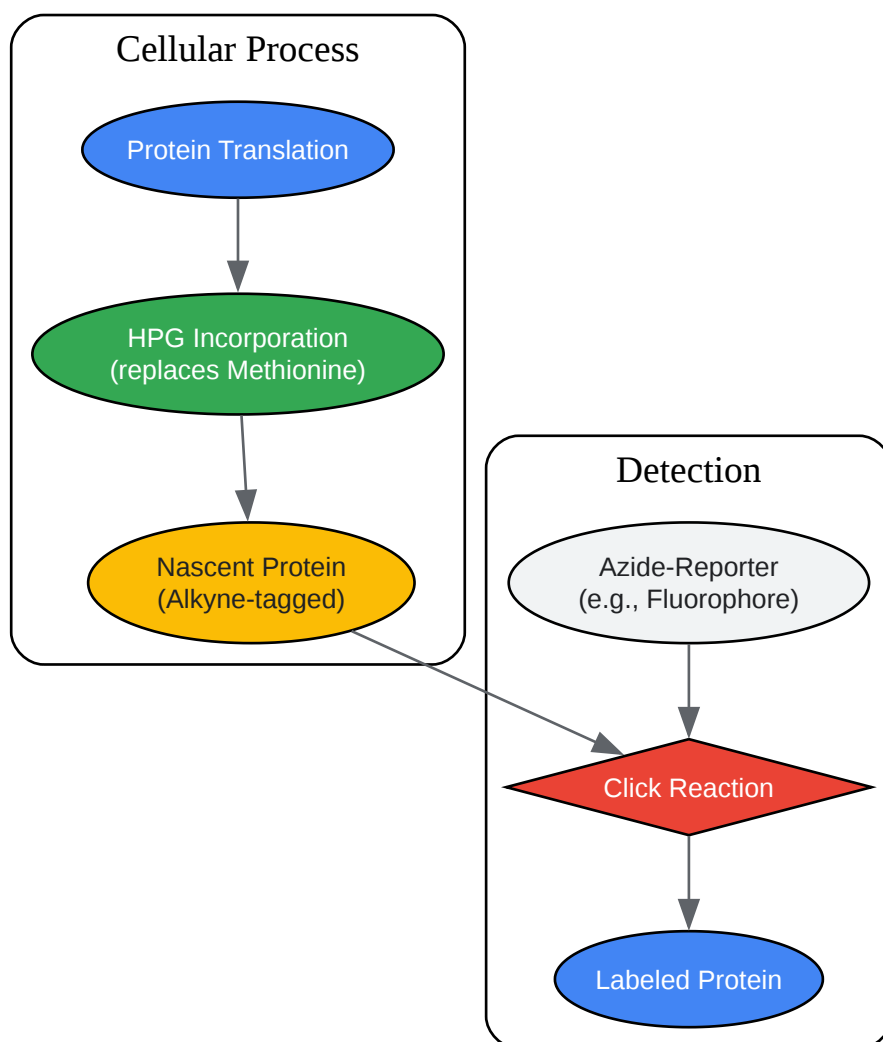 Cellular Process
Protein Translation
HPG Incorporation
(replaces Methionine)
Nascent Protein
(Alkyne-tagged)
Detection
Azide-Reporter
(e.g., Fluorophore)
Click Reaction
Labeled Protein